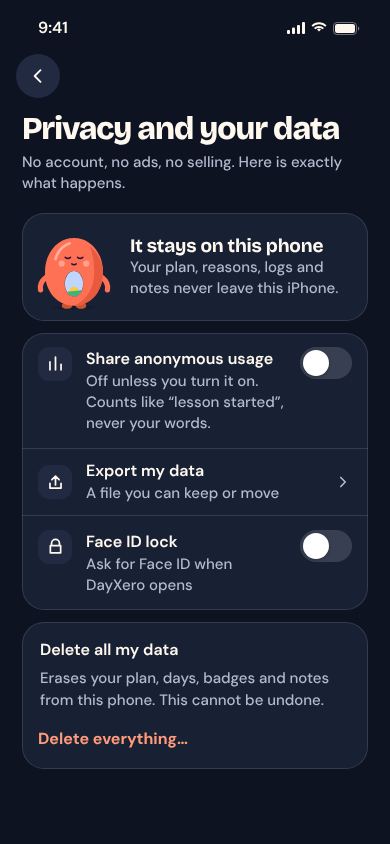 9:41
Privacy and your data
No account, no ads, no selling. Here is exactly
what happens.
It stays on this phone
Your plan, reasons, logs and
notes never leave this iPhone.
Share anonymous usage
Off unless you turn it on.
Counts like “lesson started”,
never your words.
Export my data
A file you can keep or move
Face ID lock
Ask for Face ID when
DayXero opens
Delete all my data
Erases your plan, days, badges and notes
from this phone. This cannot be undone.
Delete everything…